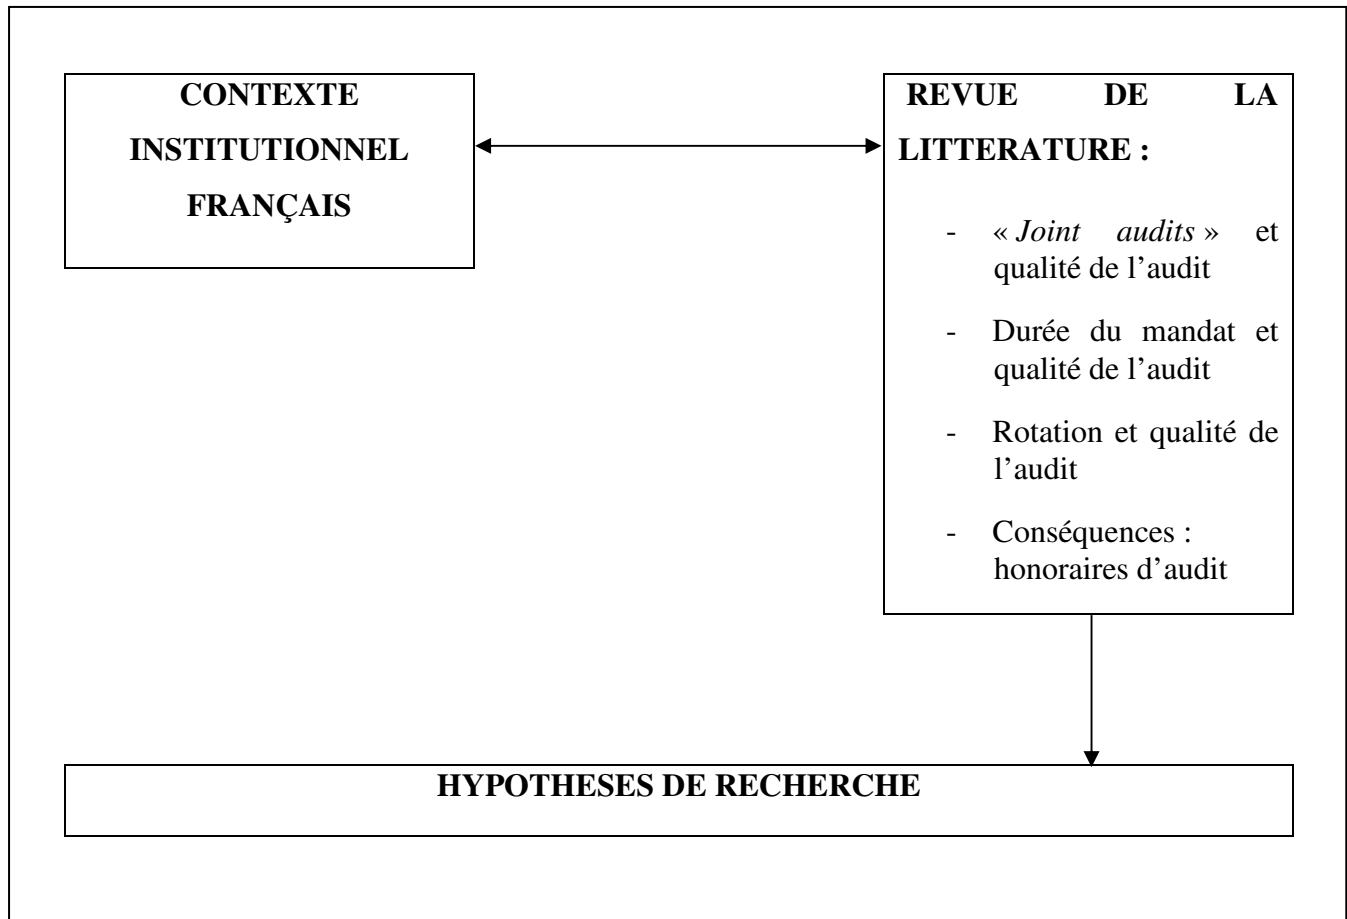 CONTEXTE
INSTITUTIONNEL
FRANÇAIS
REVUE DE LA
LITTERATURE :
- « Joint audits » et
qualité de l’audit
- Durée du mandat et
qualité de l’audit
- Rotation et qualité de
l’audit
- Conséquences :
honoraires d’audit
HYPOTHESES DE RECHERCHE